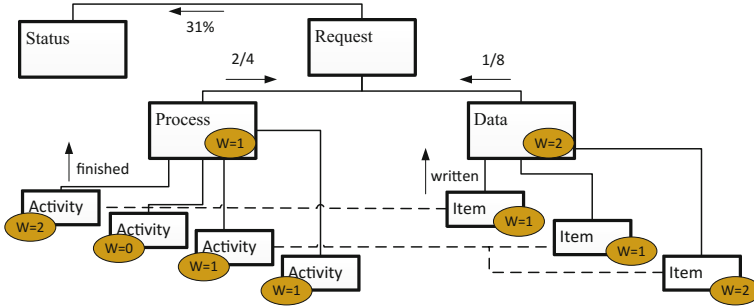 31%
Status
Request
2/4
1/8
Process
W=1
Data
W=2
finished
written
Activity
W=2
Activity
W=0
Activity
W=1
Activity
W=1
Item
W=1
Item
W=1
Item
W=2